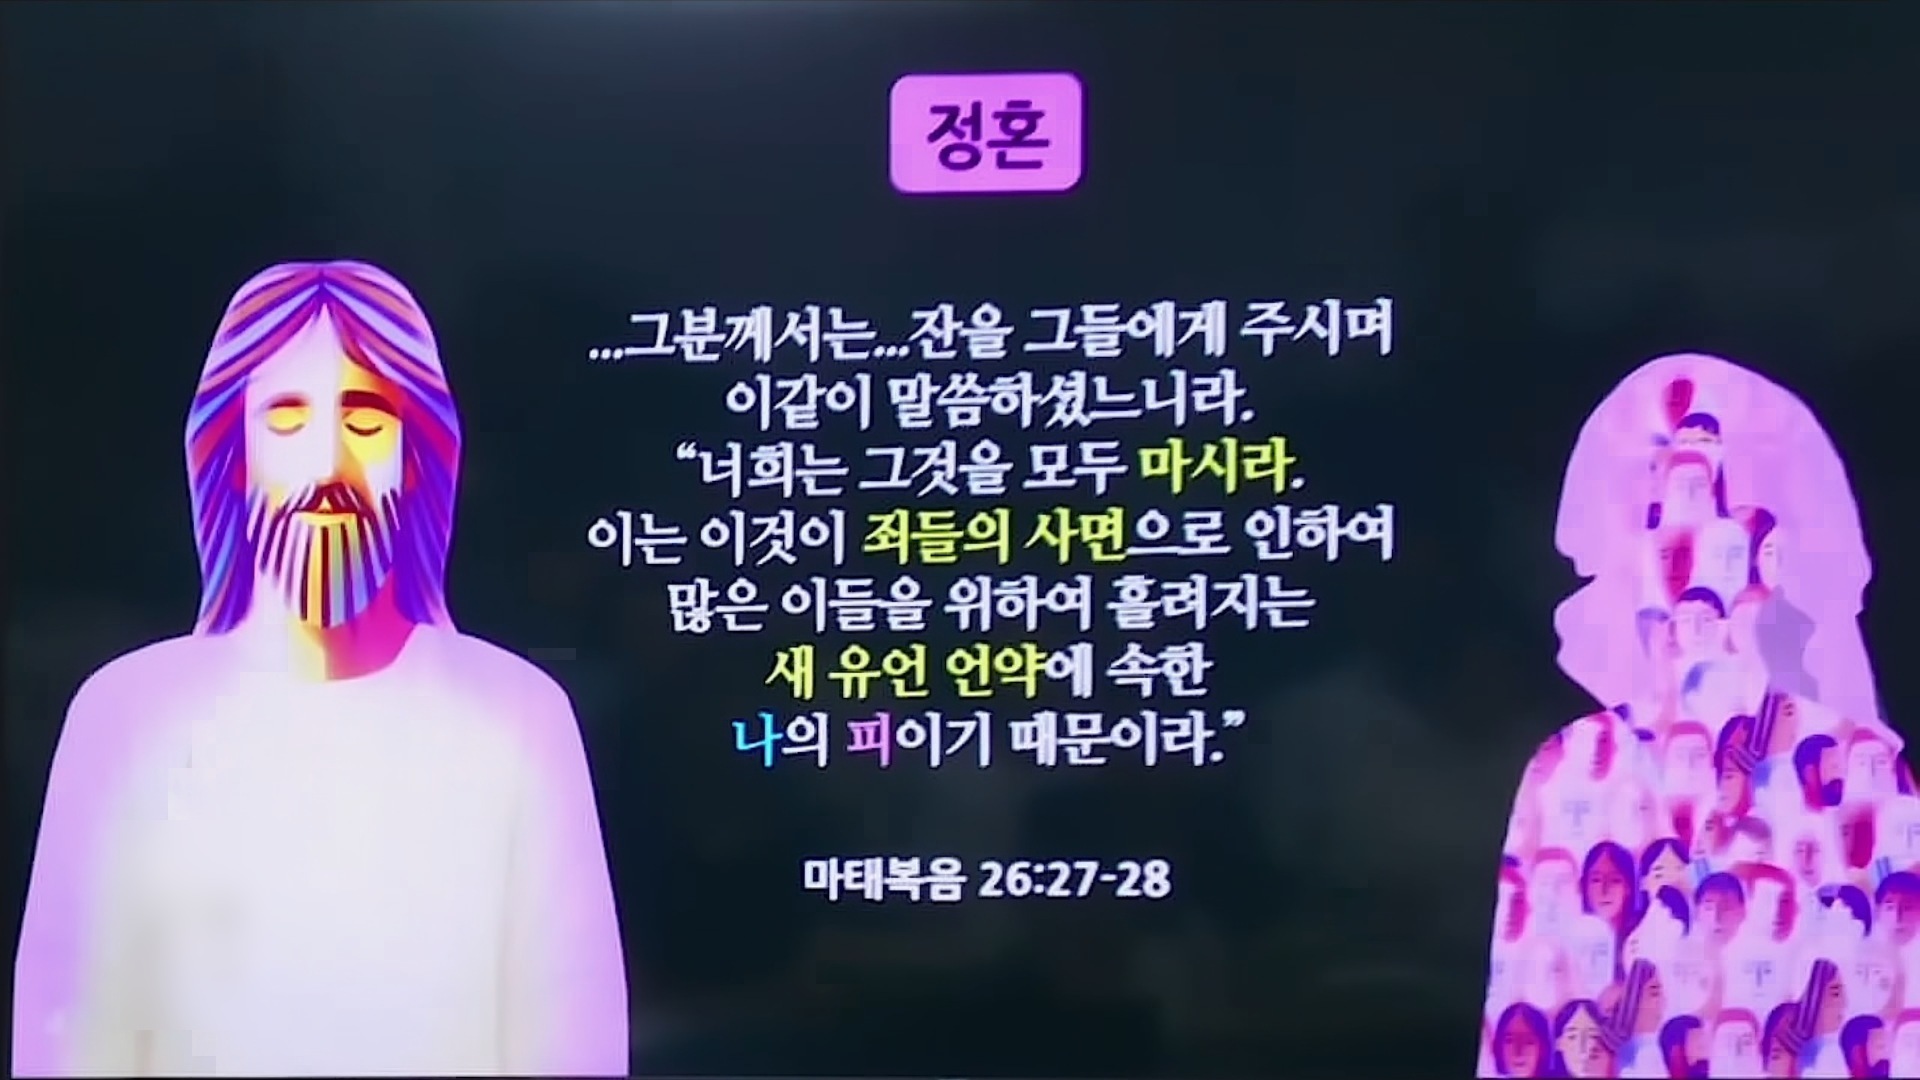 정혼
...그분께서는...잔을 그들에게 주시며
이같이 말씀하셨느니라.
“너희는 그것을 모두 마시라.
이는 이것이 죄들의 사면으로 인하여
많은 이들을 위하여 흘려지는
새 유언 언약에 속한
나의 피이기 때문이라.”
마태복음 26:27-28